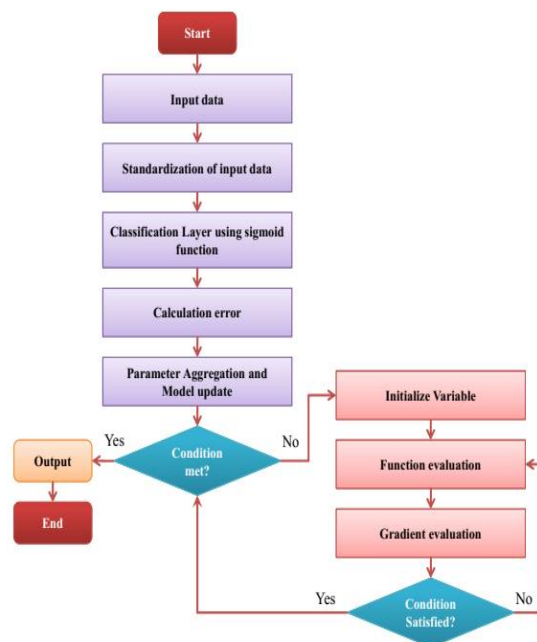 Start
Input data
Standardization of input data
Classification Layer using sigmoid
function
Calculation error
Parameter Aggregation and
Model update
Initialize Variable
Yes
No
Condition
met?
Output
Function evaluation
End
Gradient evaluation
Yes
No
Condition
Satisfied?